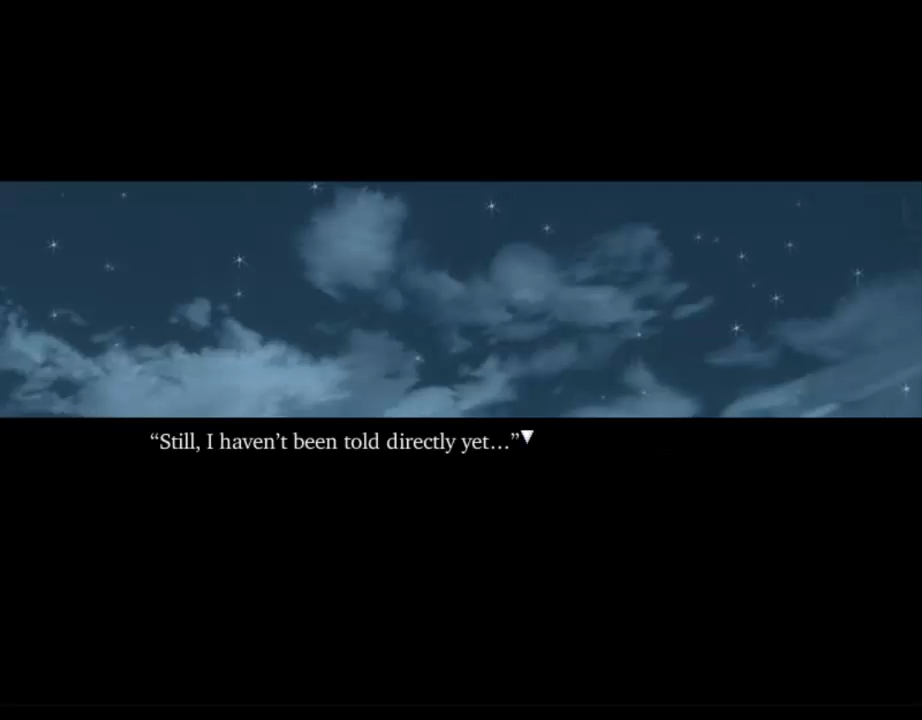 “Still, I haven’t been told directly yet…”